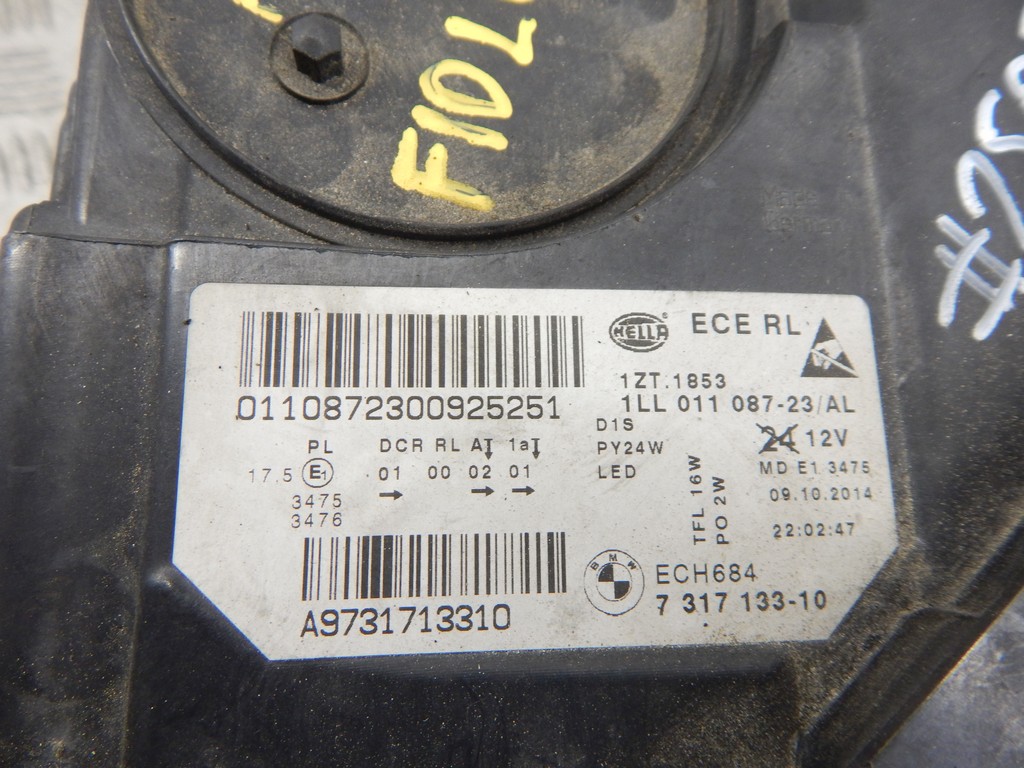 F10 L
HELLA ECE RL
1ZT.1853
1LL 011 087-23/AL
0110872300925251
D1S
PY24W
LED
24 12V
MD E1 3475
09.10.2014
22:02:47
TFL 16W
PO 2W
PL DCR RL A 1a
17.5 E1 01 00 02 01
3475
3476
BMW
ECH684
7 317 133-10
A9731713310